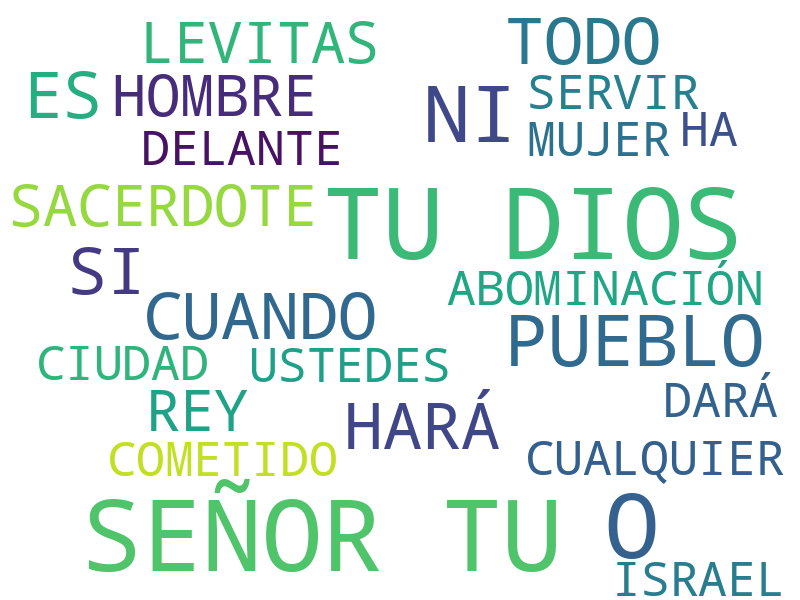 LEVITAS
TODO
ES
HOMBRE
NI
SERVIR
DELANTE
MUJER
HA
SACERDOTE
TU DIOS
SI
ABOMINACIÓN
CUANDO
PUEBLO
CIUDAD
USTEDES
REY
HARÁ
DARÁ
COMETIDO
CUALQUIER
SEÑOR TU
O
ISRAEL